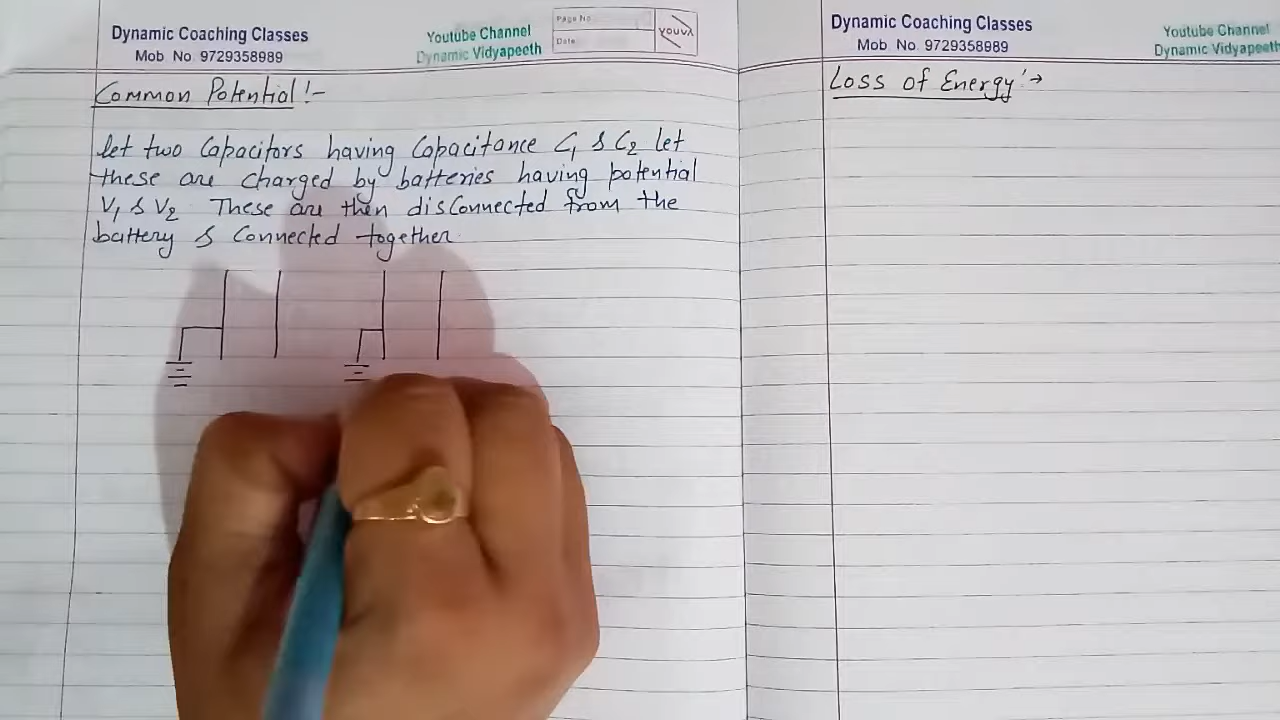 Dynamic Coaching Classes
Mob No. 9729358989
Youtube Channel
Dynamic Vidyapeeth
Page No.
Date
youva
Common Potential :-
let two Capacitors having Capacitance C1 & C2 let
these are charged by batteries having potential
V1 & V2. These are then disConnected from the
battery & Connected together.
Dynamic Coaching Classes
Mob No. 9729358989
Youtube Channel
Dynamic Vidyapeeth
Loss of Energy :→